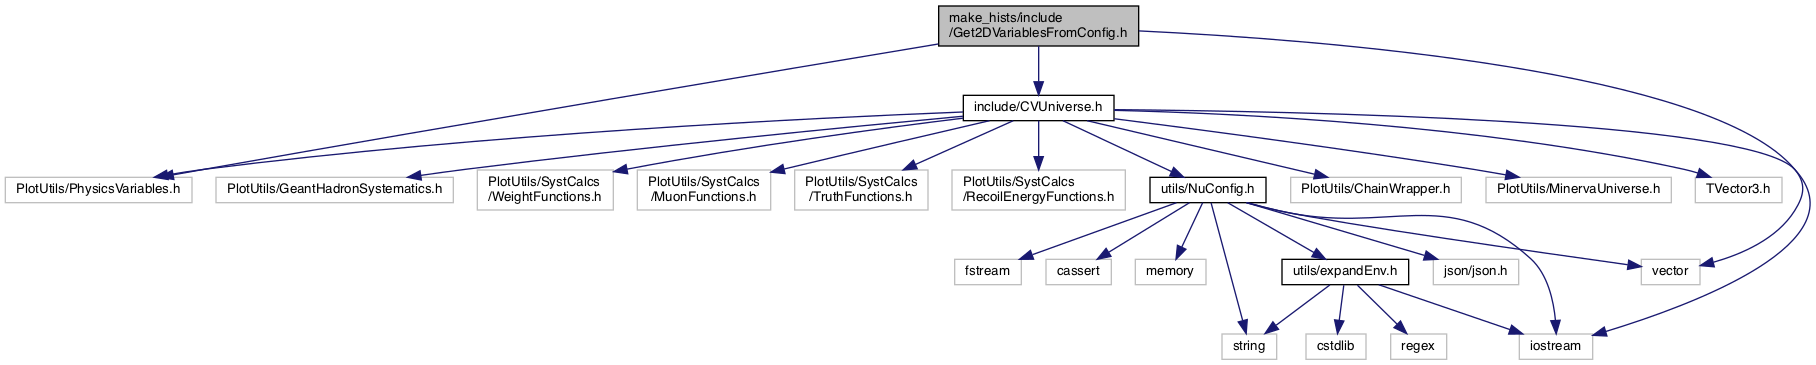 make_hists/include
/Get2DVariablesFromConfig.h
include/CVUniverse.h
PlotUtils/PhysicsVariables.h
PlotUtils/GeantHadronSystematics.h
PlotUtils/SystCalcs
/WeightFunctions.h
PlotUtils/SystCalcs
/MuonFunctions.h
PlotUtils/SystCalcs
/TruthFunctions.h
PlotUtils/SystCalcs
/RecoilEnergyFunctions.h
utils/NuConfig.h
PlotUtils/ChainWrapper.h
PlotUtils/MinervaUniverse.h
TVector3.h
fstream
cassert
memory
utils/expandEnv.h
json/json.h
vector
string
cstdlib
regex
iostream